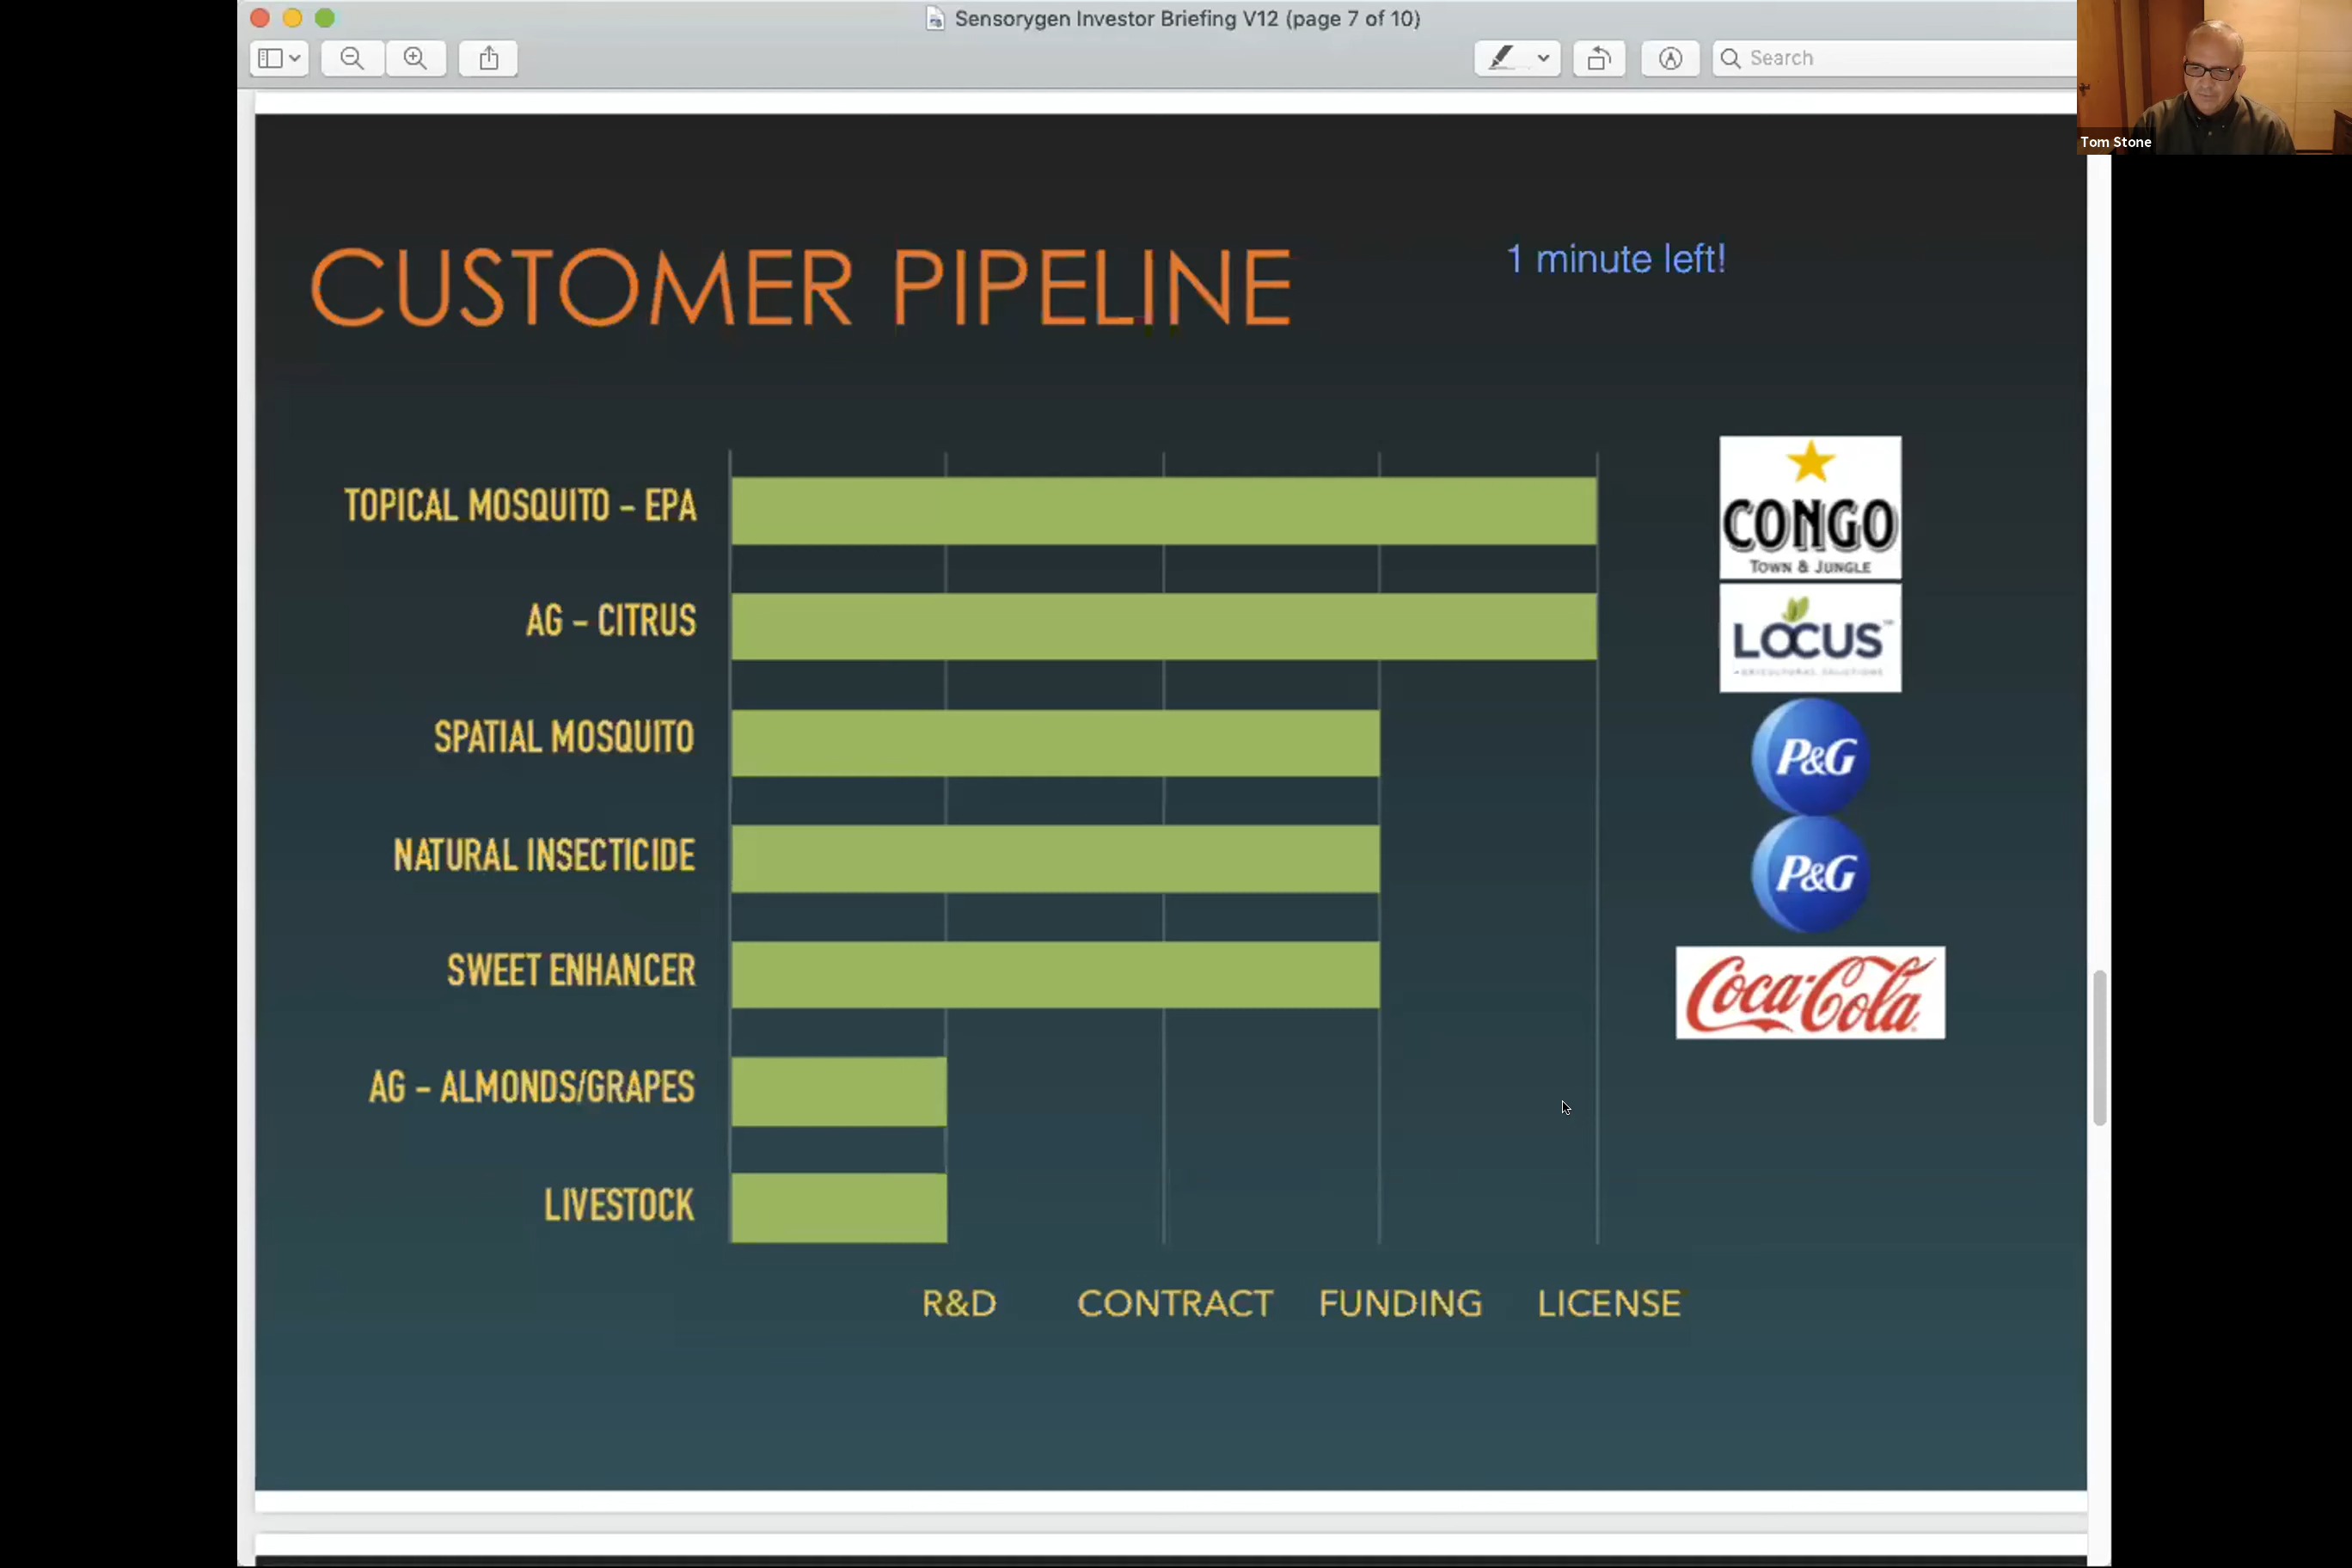 Sensorygen Investor Briefing V12 (page 7 of 10)
Search
Tom Stone
CUSTOMER PIPELINE
1 minute left!
TOPICAL MOSQUITO – EPA
CONGO
TOWN & JUNGLE
AG – CITRUS
LOCUS™
SPATIAL MOSQUITO
P&G
NATURAL INSECTICIDE
P&G
SWEET ENHANCER
Coca-Cola
AG – ALMONDS/GRAPES
LIVESTOCK
R&D CONTRACT FUNDING LICENSE